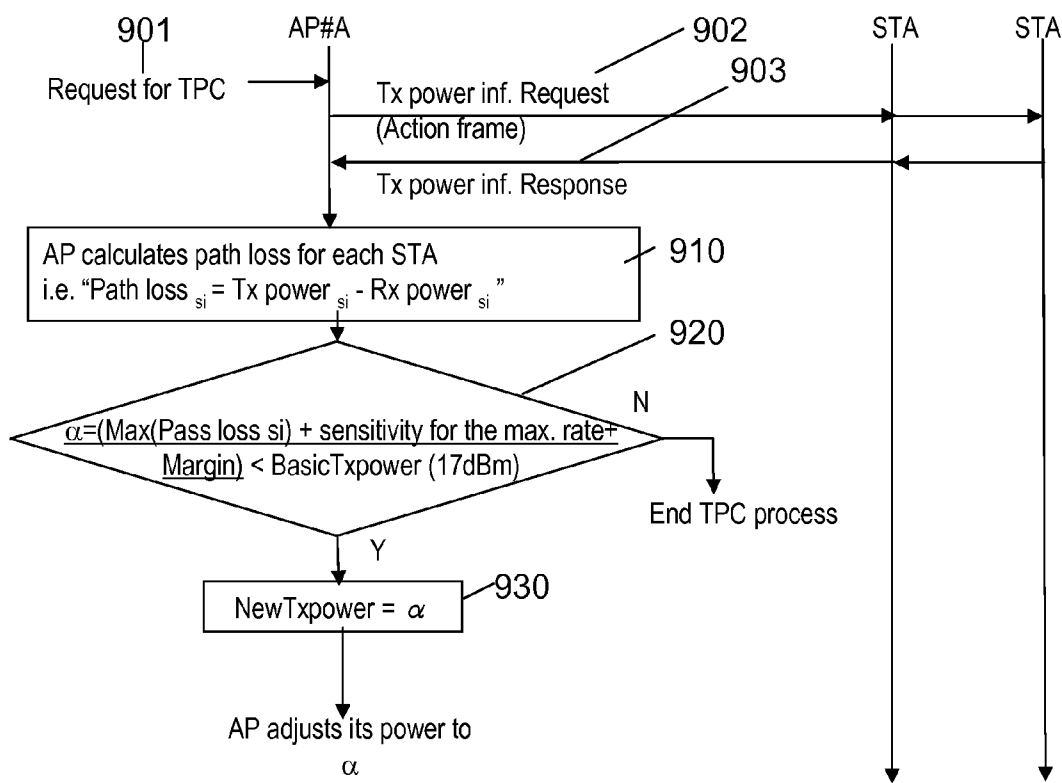 901
AP#A
902
STA
STA
Request for TPC
903
Tx power inf. Request
(Action frame)
Tx power inf. Response
AP calculates path loss for each STA
i.e. “Path loss si = Tx power si - Rx power si ”
910
920
N
α=(Max(Pass loss si) + sensitivity for the max. rate+
Margin) < BasicTxpower (17dBm)
End TPC process
Y
930
NewTxpower = α
AP adjusts its power to
α